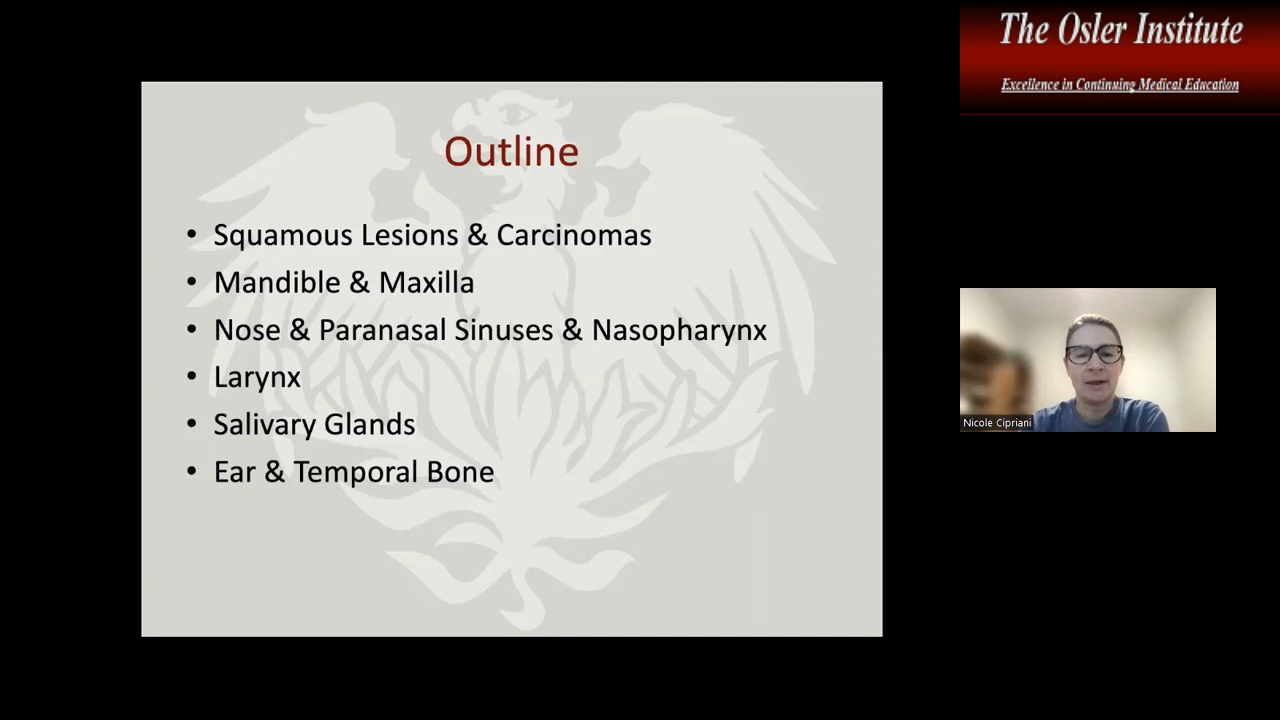 The Osler Institute
Excellence in Continuing Medical Education
Outline
• Squamous Lesions & Carcinomas
• Mandible & Maxilla
• Nose & Paranasal Sinuses & Nasopharynx
• Larynx
• Salivary Glands
• Ear & Temporal Bone
Nicole Cipriani